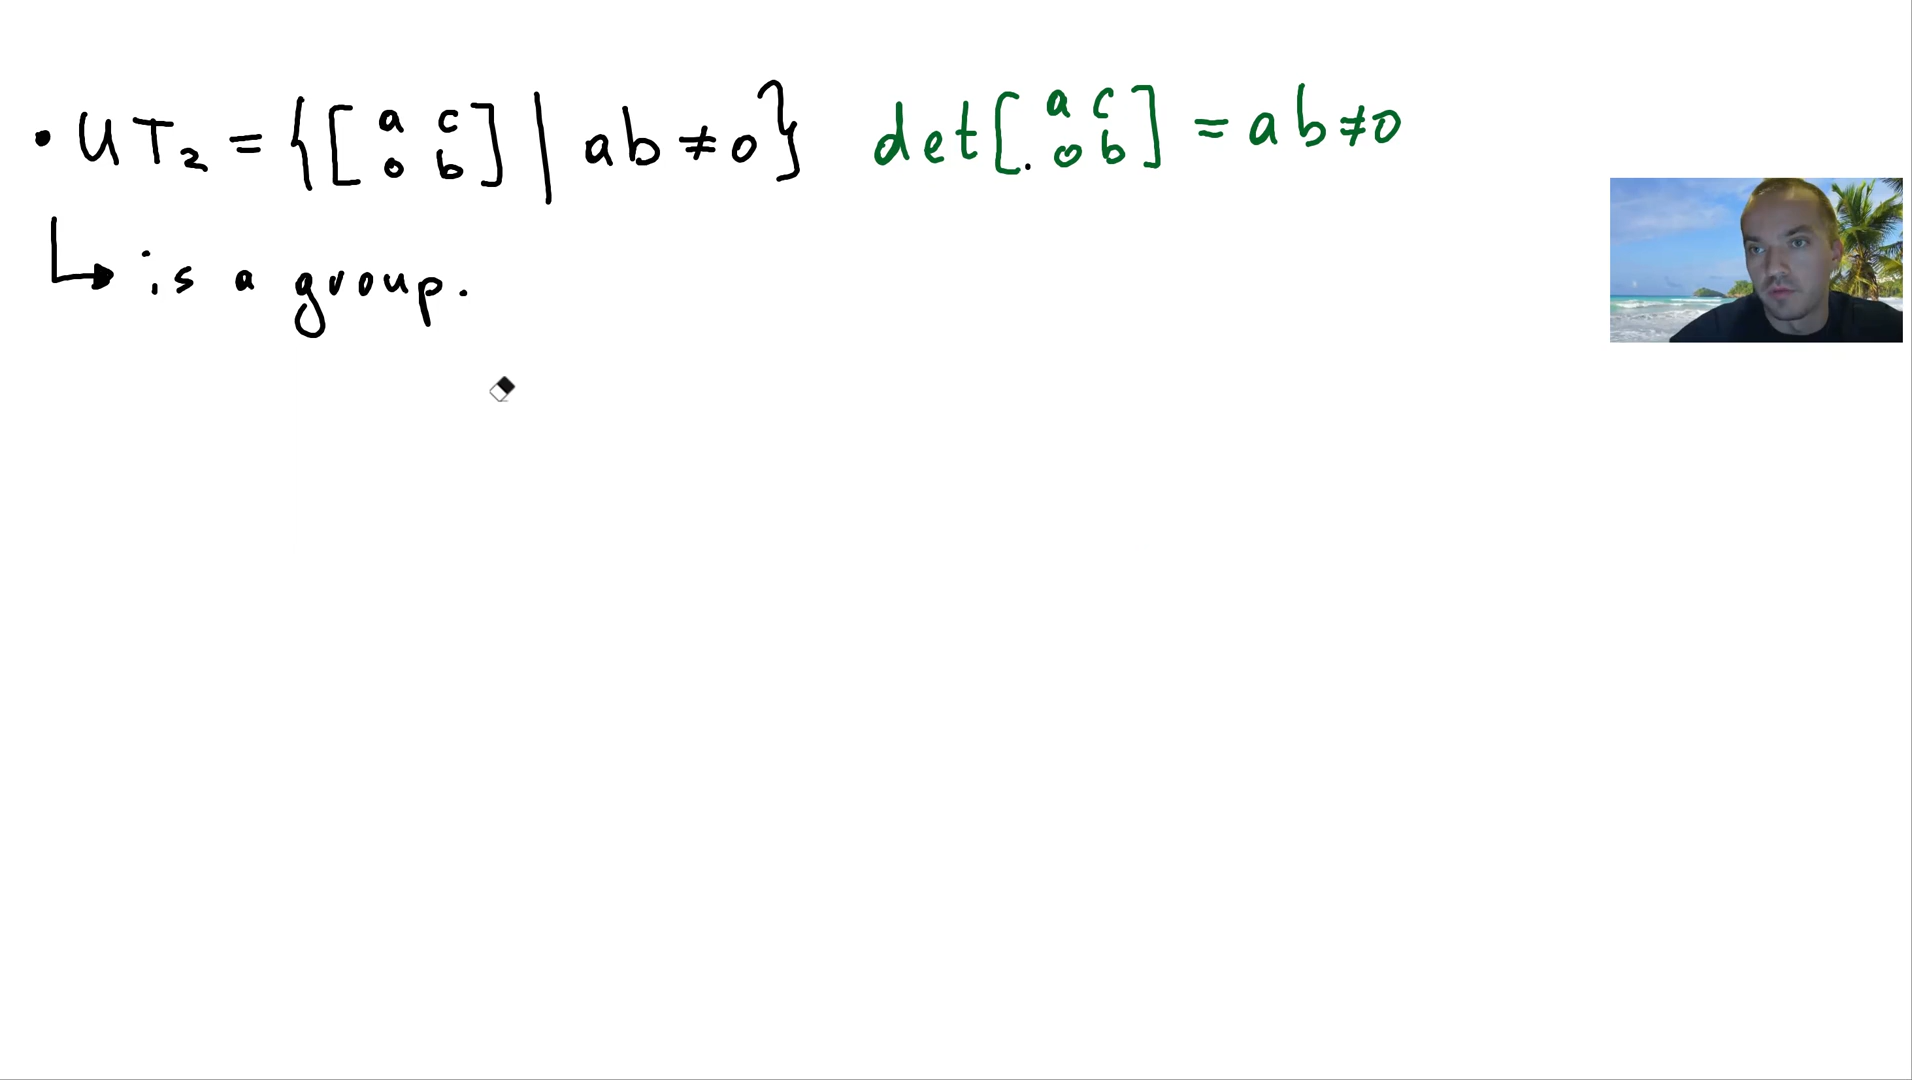 • UT₂ = {[a c 0 b] | ab ≠ 0} det[a c 0 b] = ab ≠ 0
↳ is a group.